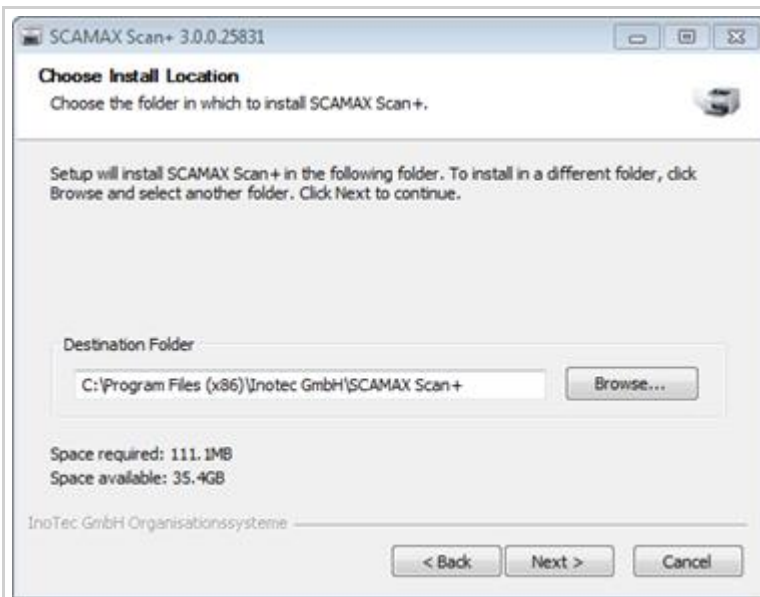 SCAMAX Scan+ 3.0.0.25831
Choose Install Location
Choose the folder in which to install SCAMAX Scan+.
Setup will install SCAMAX Scan+ in the following folder. To install in a different folder, click
Browse and select another folder. Click Next to continue.
Destination Folder
C:\Program Files (x86)\Inotec GmbH\SCAMAX Scan+
Browse...
Space required: 111.1MB
Space available: 35.4GB
InoTec GmbH Organisationssysteme
< Back
Next >
Cancel